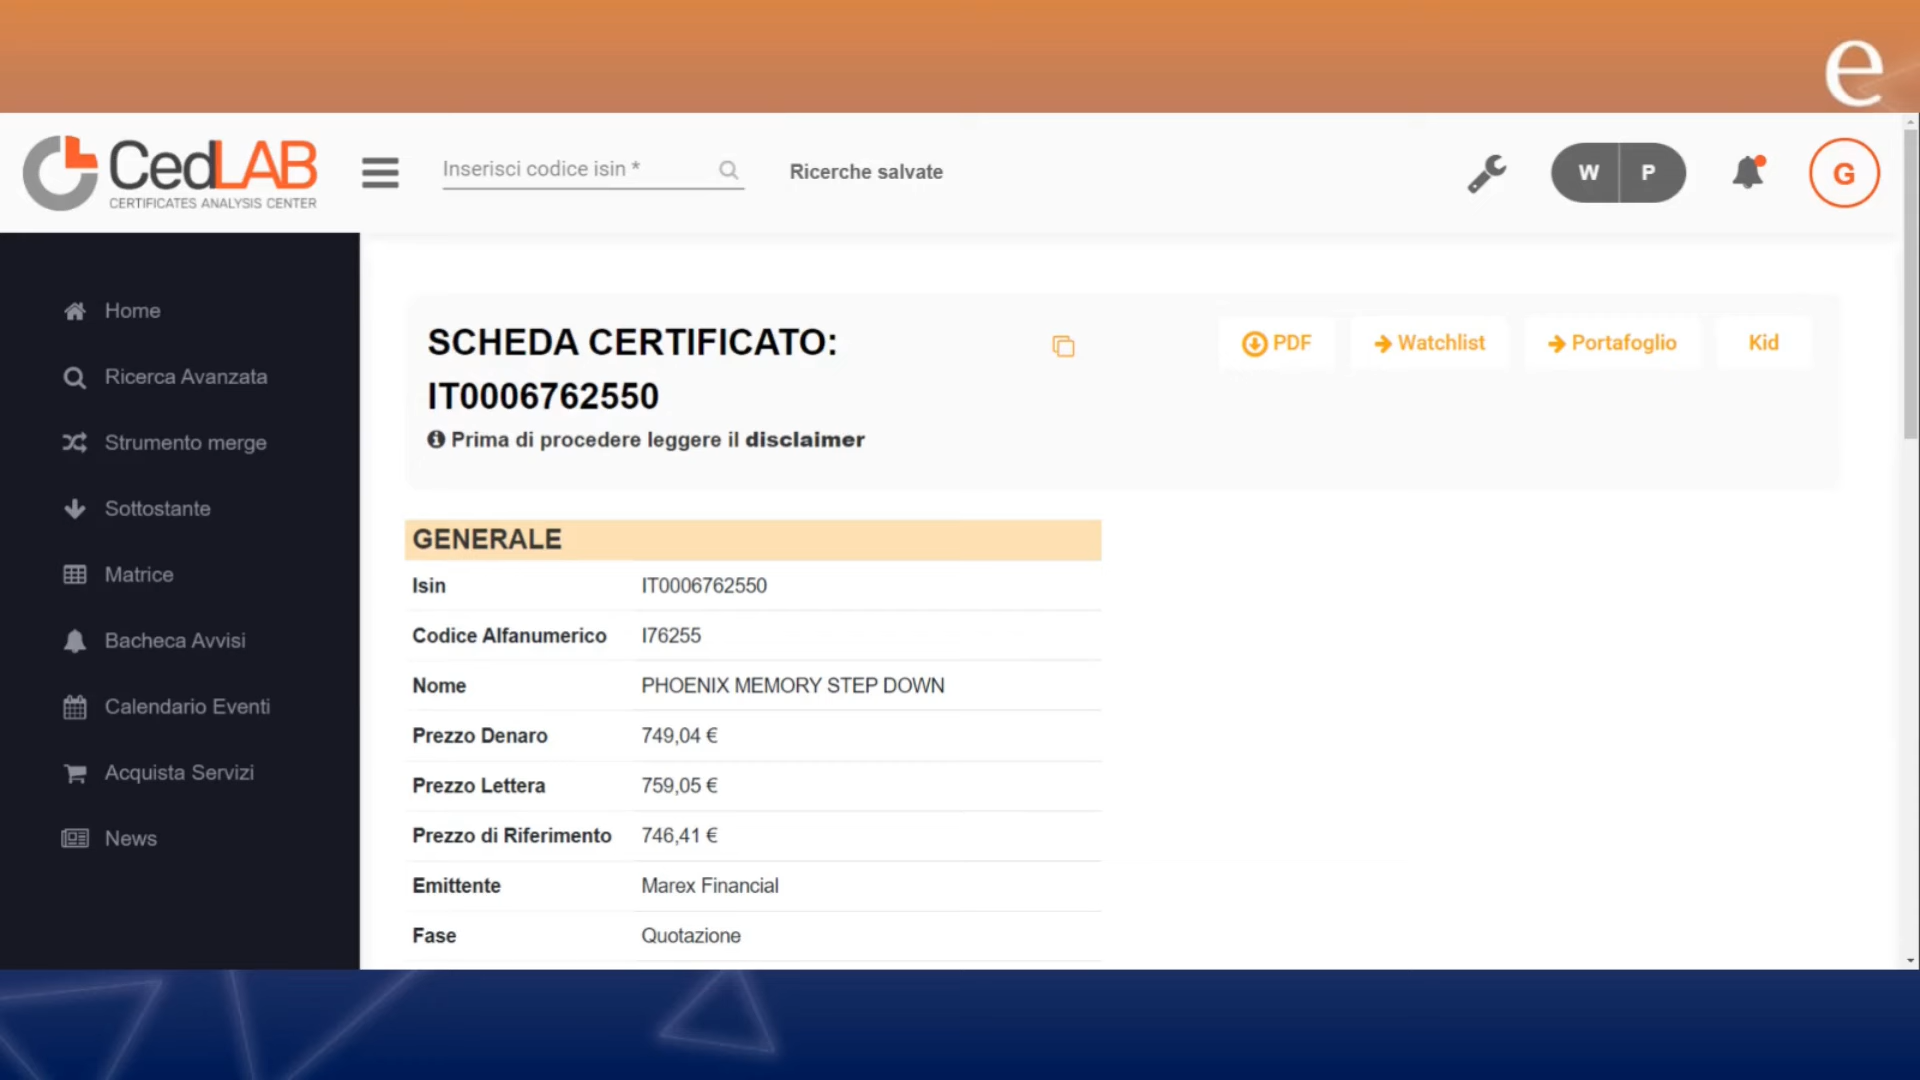 e
CedLAB
CERTIFICATES ANALYSIS CENTER
Inserisci codice isin *
Ricerche salvate
W P
G
Home
Ricerca Avanzata
Strumento merge
Sottostante
Matrice
Bacheca Avvisi
Calendario Eventi
Acquista Servizi
News
SCHEDA CERTIFICATO:
IT0006762550
Prima di procedere leggere il disclaimer
PDF
Watchlist
Portafoglio
Kid
GENERALE
Isin IT0006762550
Codice Alfanumerico I76255
Nome PHOENIX MEMORY STEP DOWN
Prezzo Denaro 749,04 €
Prezzo Lettera 759,05 €
Prezzo di Riferimento 746,41 €
Emittente Marex Financial
Fase Quotazione